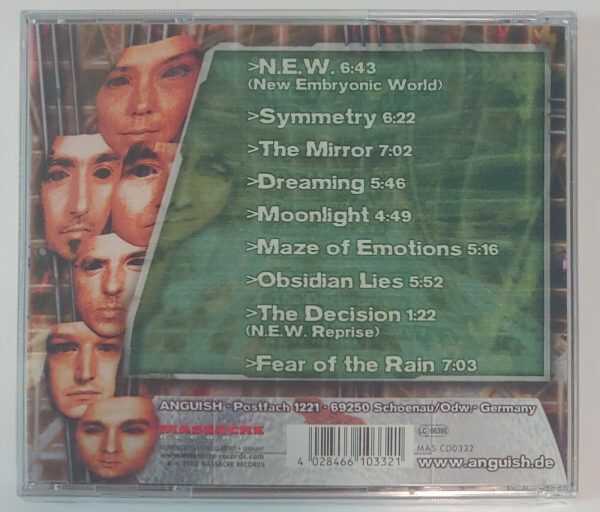 >N.E.W. 6:43
(New Embryonic World)
>Symmetry 6:22
>The Mirror 7:02
>Dreaming 5:46
>Moonlight 4:49
>Maze of Emotions 5:16
>Obsidian Lies 5:52
>The Decision 1:22
(N.E.W. Reprise)
>Fear of the Rain 7:03
ANGUISH · Postfach 1221 · 69250 Schoenau/Odw. · Germany
MASSACRE
MASSACRE RECORDS
4 028466 103321
MAS CD0332
www.anguish.de